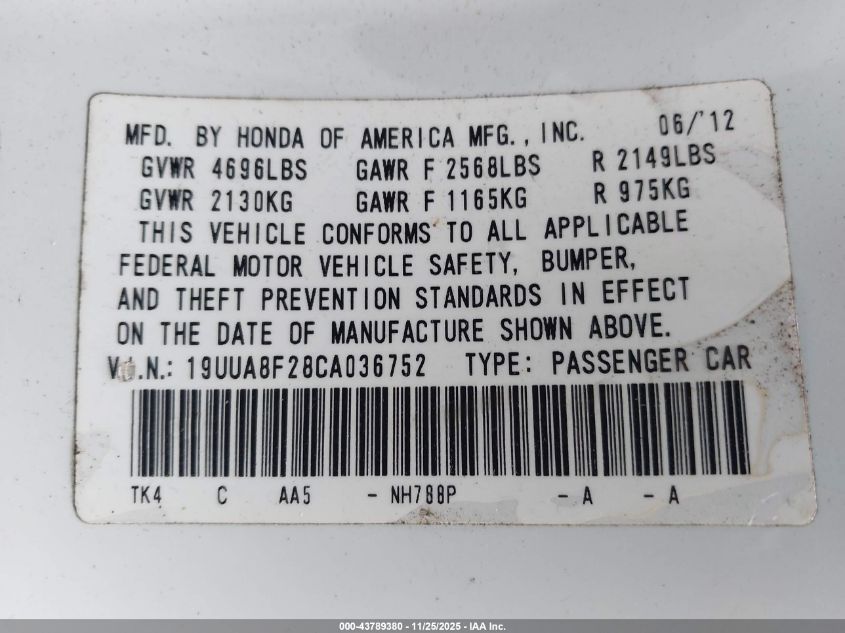 MFD. BY HONDA OF AMERICA MFG., INC. 06/'12
GVWR 4696LBS GAWR F 2568LBS R 2149LBS
GVWR 2130KG GAWR F 1165KG R 975KG
THIS VEHICLE CONFORMS TO ALL APPLICABLE
FEDERAL MOTOR VEHICLE SAFETY, BUMPER,
AND THEFT PREVENTION STANDARDS IN EFFECT
ON THE DATE OF MANUFACTURE SHOWN ABOVE.
V.I.N.: 19UUA8F28CA036752 TYPE: PASSENGER CAR
TK4 C AA5 - NH788P - A - A
000-43789380 - 11/25/2025 - IAA Inc.